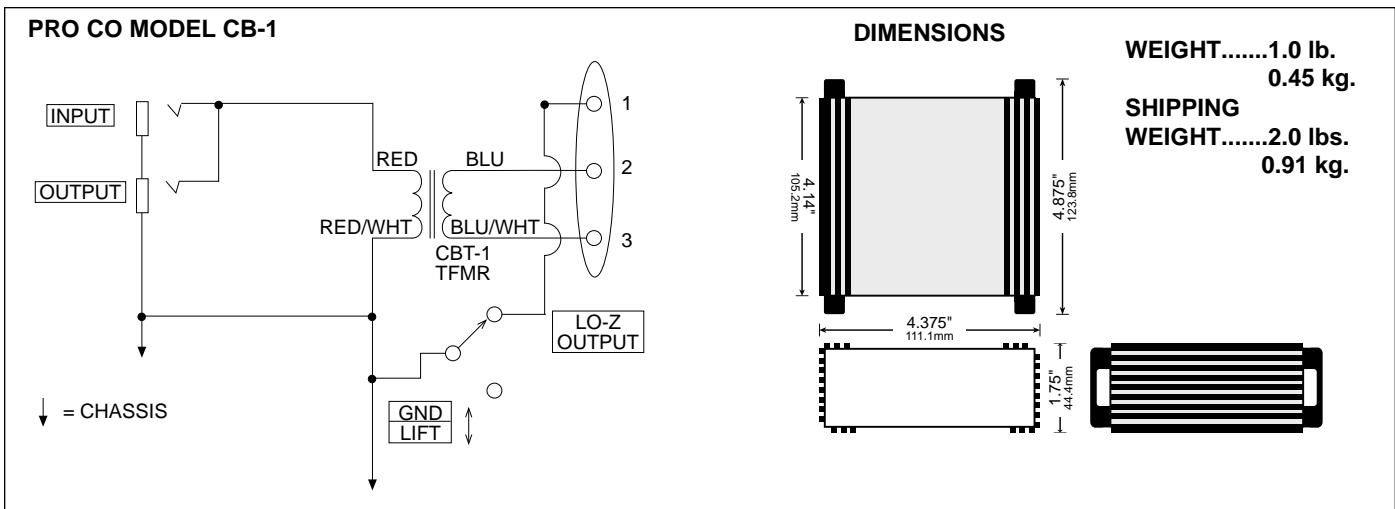 PRO CO MODEL CB-1
INPUT
OUTPUT
RED
BLU
RED/WHT
BLU/WHT
CBT-1
TFMR
1
2
3
LO-Z
OUTPUT
GND
LIFT
= CHASSIS
DIMENSIONS
4.14"
105.2mm
4.875"
123.8mm
4.375"
111.1mm
1.75"
44.4mm
WEIGHT.......1.0 lb.
0.45 kg.
SHIPPING
WEIGHT.......2.0 lbs.
0.91 kg.